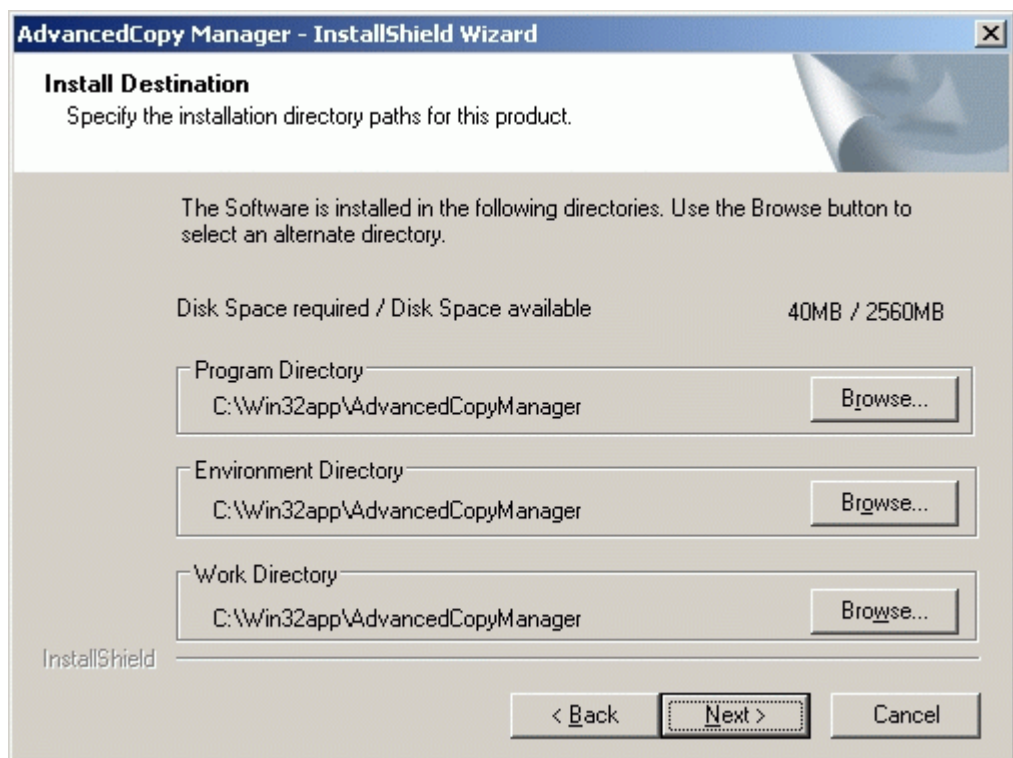 AdvancedCopy Manager - InstallShield Wizard
Install Destination
Specify the installation directory paths for this product.
The Software is installed in the following directories. Use the Browse button to
select an alternate directory.
Disk Space required / Disk Space available 40MB / 2560MB
Program Directory
C:\Win32app\AdvancedCopyManager Browse...
Environment Directory
C:\Win32app\AdvancedCopyManager Browse...
Work Directory
C:\Win32app\AdvancedCopyManager Browse...
InstallShield
< Back Next > Cancel